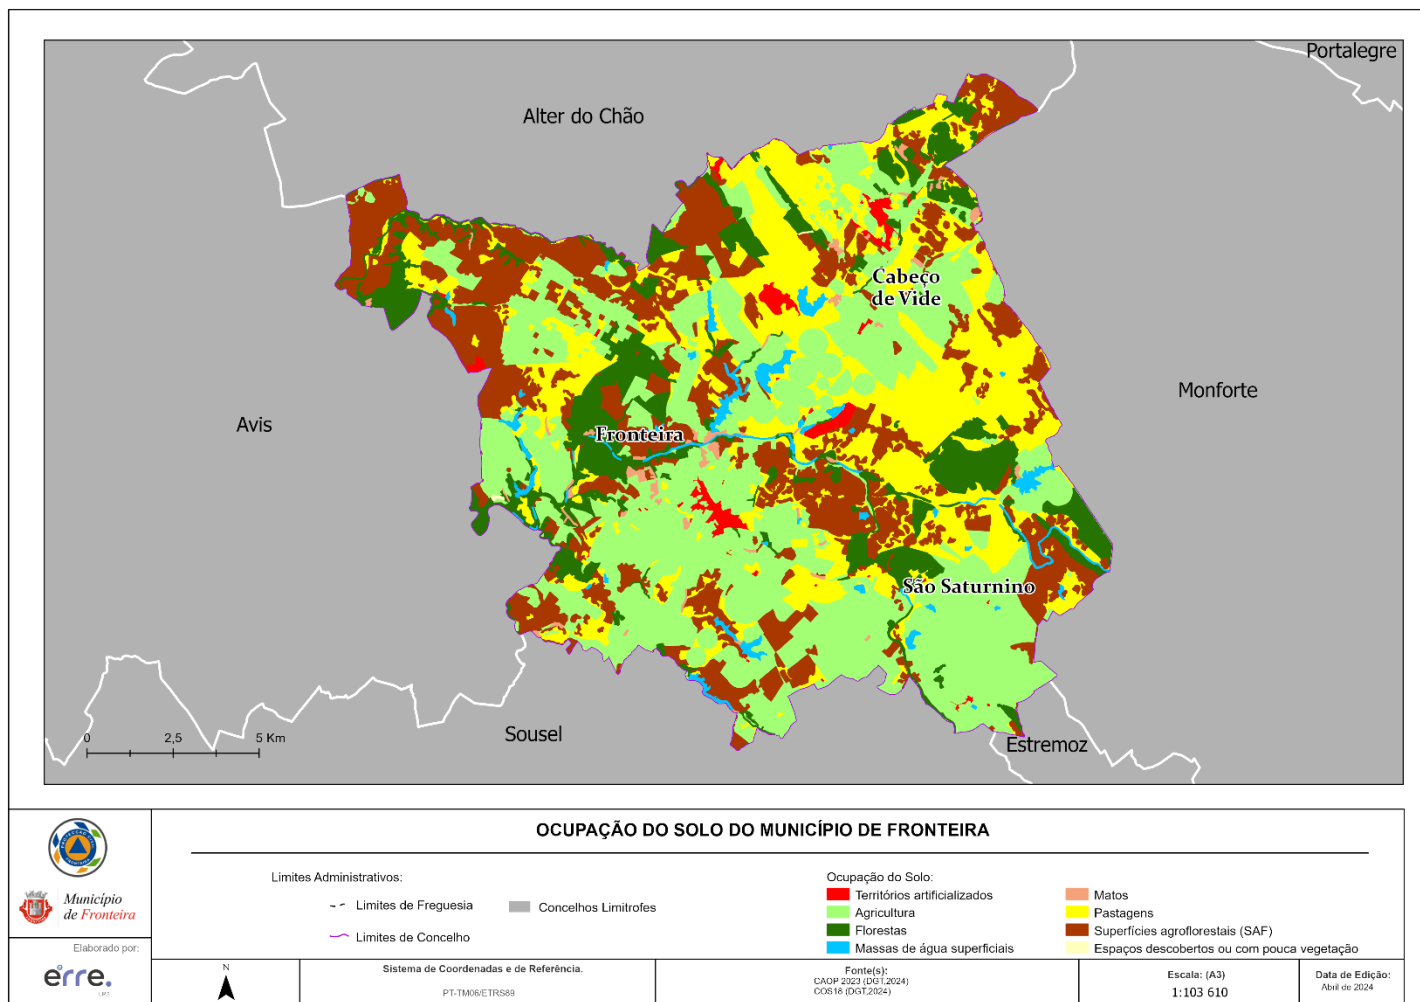 Portalegre
Alter do Chão
Cabeço
de Vide
Monforte
Avis
Fronteira
São Saturnino
Sousel
Estremoz
0 2,5 5 Km
OCUPAÇÃO DO SOLO DO MUNICÍPIO DE FRONTEIRA
Limites Administrativos:
Limites de Freguesia
Concelhos Limitrofes
Limites de Concelho
Ocupação do Solo:
Territórios artificializados
Agricultura
Florestas
Massas de água superficiais
Matos
Pastagens
Superfícies agroflorestais (SAF)
Espaços descobertos ou com pouca vegetação
Município
de Fronteira
Elaborado por:
erre.
N
Sistema de Coordenadas e de Referência.
PT-TM06/ETRS89
Fonte(s):
CAOP 2023 (DGT,2024)
COS18 (DGT,2024)
Escala: (A3)
1:103 610
Data de Edição:
Abril de 2024